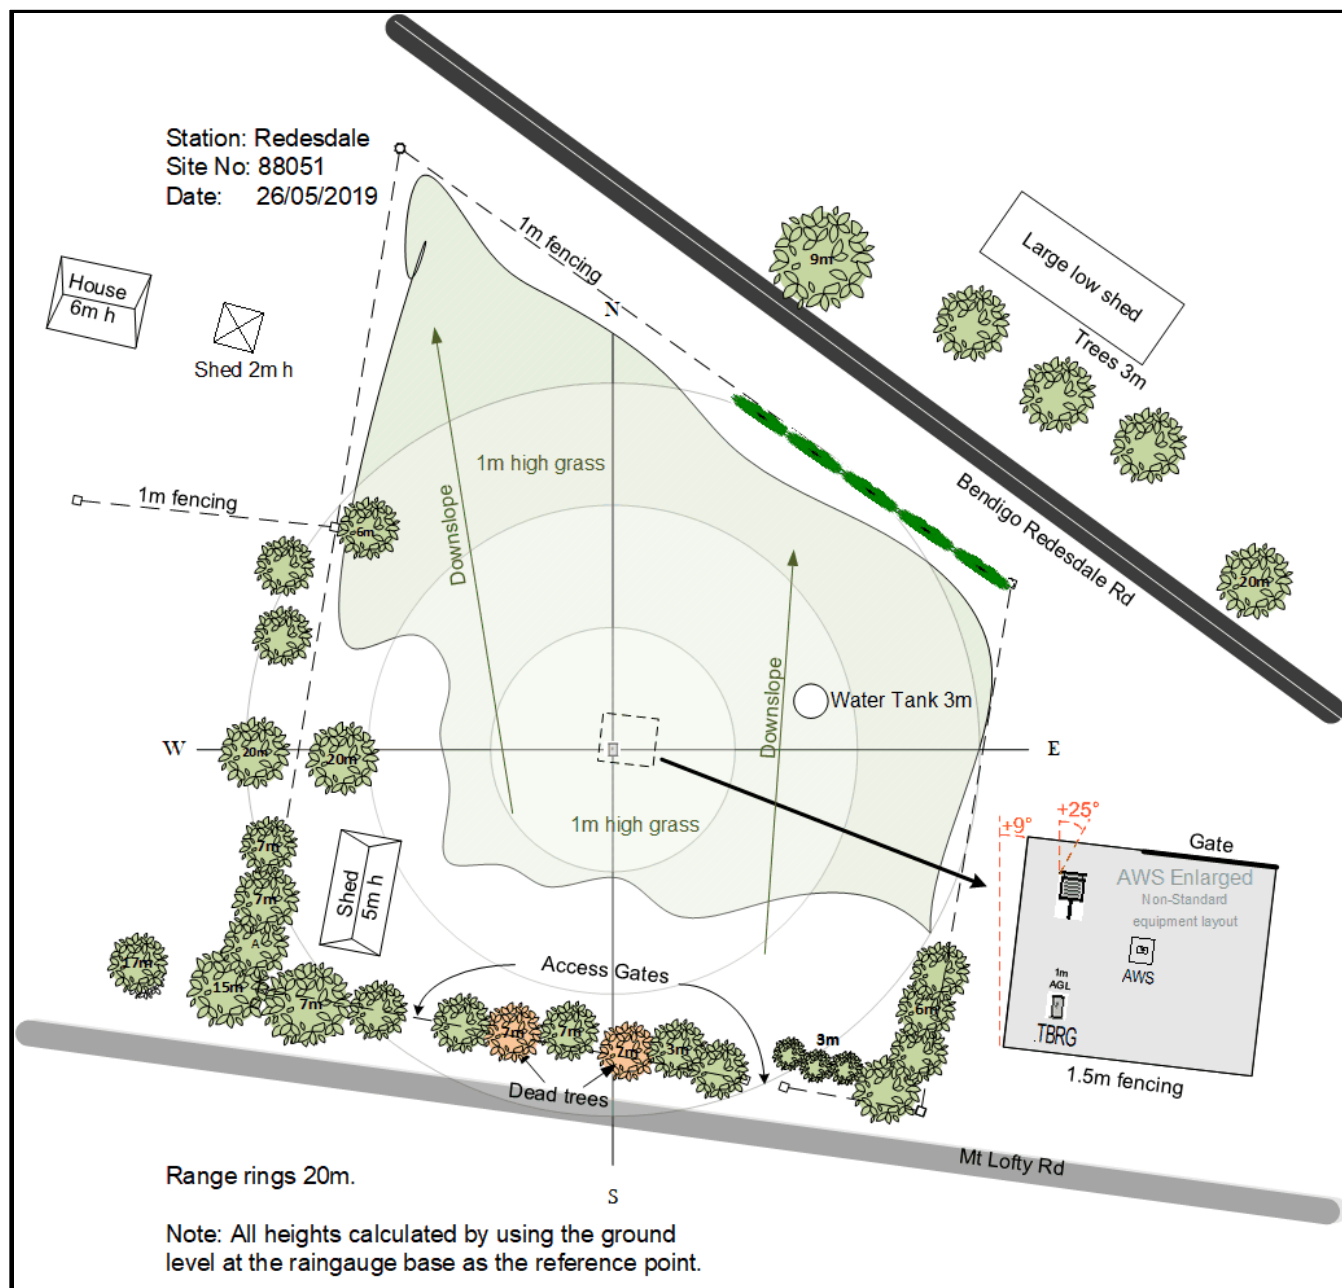 Station: Redesdale
Site No: 88051
Date: 26/05/2019
1m fencing
9m
Large low shed
Trees 3m
House
6m h
Shed 2m h
N
1m high grass
1m fencing
6m
Downslope
Bendigo Redesdale Rd
20m
Downslope
Water Tank 3m
W
20m
20m
E
1m high grass
+9°
+25°
Gate
AWS Enlarged
Non-Standard
equipment layout
AWS
1m
AGL
.TBRG
1.5m fencing
7m
7m
Shed
5m h
A
17m
15m
7m
Access Gates
7m
7m
7m
3m
3m
6m
Dead trees
Mt Lofty Rd
Range rings 20m.
S
Note: All heights calculated by using the ground
level at the raingauge base as the reference point.